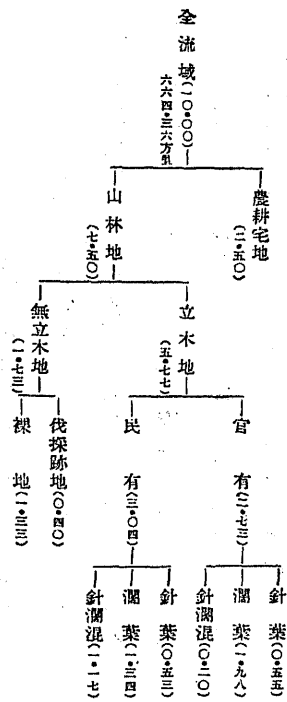 全流域(一〇・〇〇)
六六四・三六方粁
農耕宅地
(二・五〇)
山林地
(七・五〇)
立木地
(五・七七)
無立木地
(一・七三)
官有(二・七三)
民有(三・〇四)
伐採跡地(〇・四〇)
裸地(一・三三)
針葉(〇・五五)
濶葉(一・九八)
針濶混(〇・二〇)
針葉(〇・五三)
濶葉(一・三四)
針濶混(一・一七)